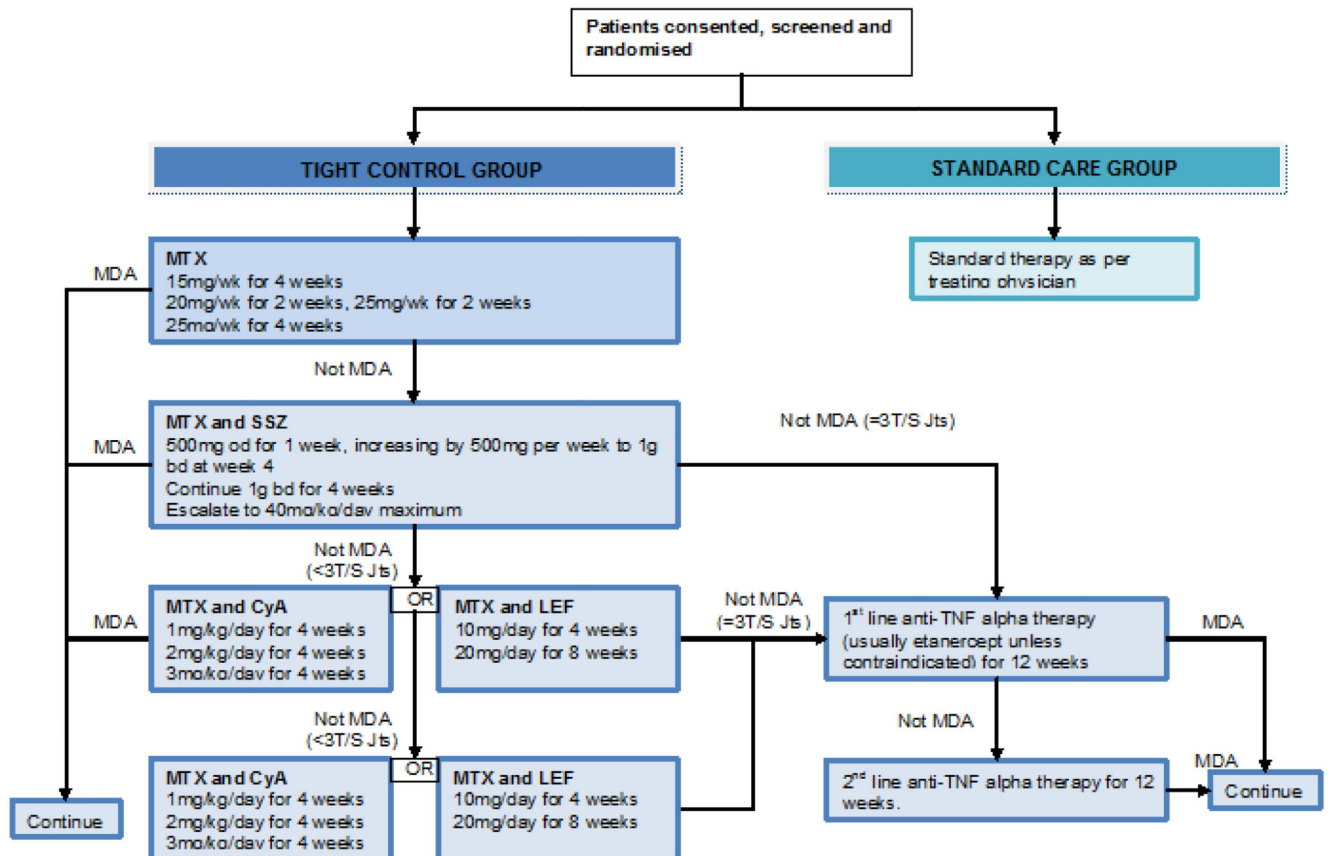 Patients consented, screened and
randomised
TIGHT CONTROL GROUP
STANDARD CARE GROUP
MTX
15mg/wk for 4 weeks
20mg/wk for 2 weeks, 25mg/wk for 2 weeks
25mg/wk for 4 weeks
MDA
Standard therapy as per
treating physician
Not MDA
MTX and SSZ
500mg od for 1 week, increasing by 500mg per week to 1g
bd at week 4
Continue 1g bd for 4 weeks
Escalate to 40mg/kg/day maximum
MDA
Not MDA (=3T/S Jts)
Not MDA
(<3T/S Jts)
OR
MTX and CyA
1mg/kg/day for 4 weeks
2mg/kg/day for 4 weeks
3mg/kg/day for 4 weeks
MDA
MTX and LEF
10mg/day for 4 weeks
20mg/day for 8 weeks
Not MDA
(=3T/S Jts)
1st line anti-TNF alpha therapy
(usually etanercept unless
contraindicated) for 12 weeks
MDA
Not MDA
(<3T/S Jts)
OR
Not MDA
MTX and CyA
1mg/kg/day for 4 weeks
2mg/kg/day for 4 weeks
3mg/kg/day for 4 weeks
MTX and LEF
10mg/day for 4 weeks
20mg/day for 8 weeks
2nd line anti-TNF alpha therapy for 12
weeks.
MDA
Continue
Continue